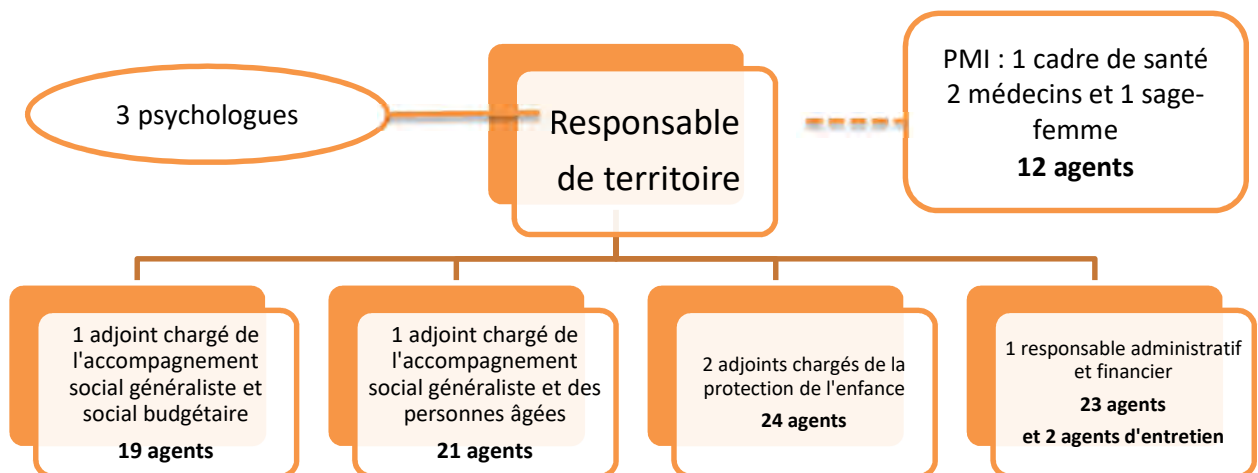 3 psychologues
Responsable
de territoire
PMI : 1 cadre de santé
2 médecins et 1 sage-
femme
12 agents
1 adjoint chargé de
l'accompagnement
social généraliste et
social budgétaire
19 agents
1 adjoint chargé de
l'accompagnement
social généraliste et des
personnes âgées
21 agents
2 adjoints chargés de la
protection de l'enfance
24 agents
1 responsable administratif
et financier
23 agents
et 2 agents d'entretien